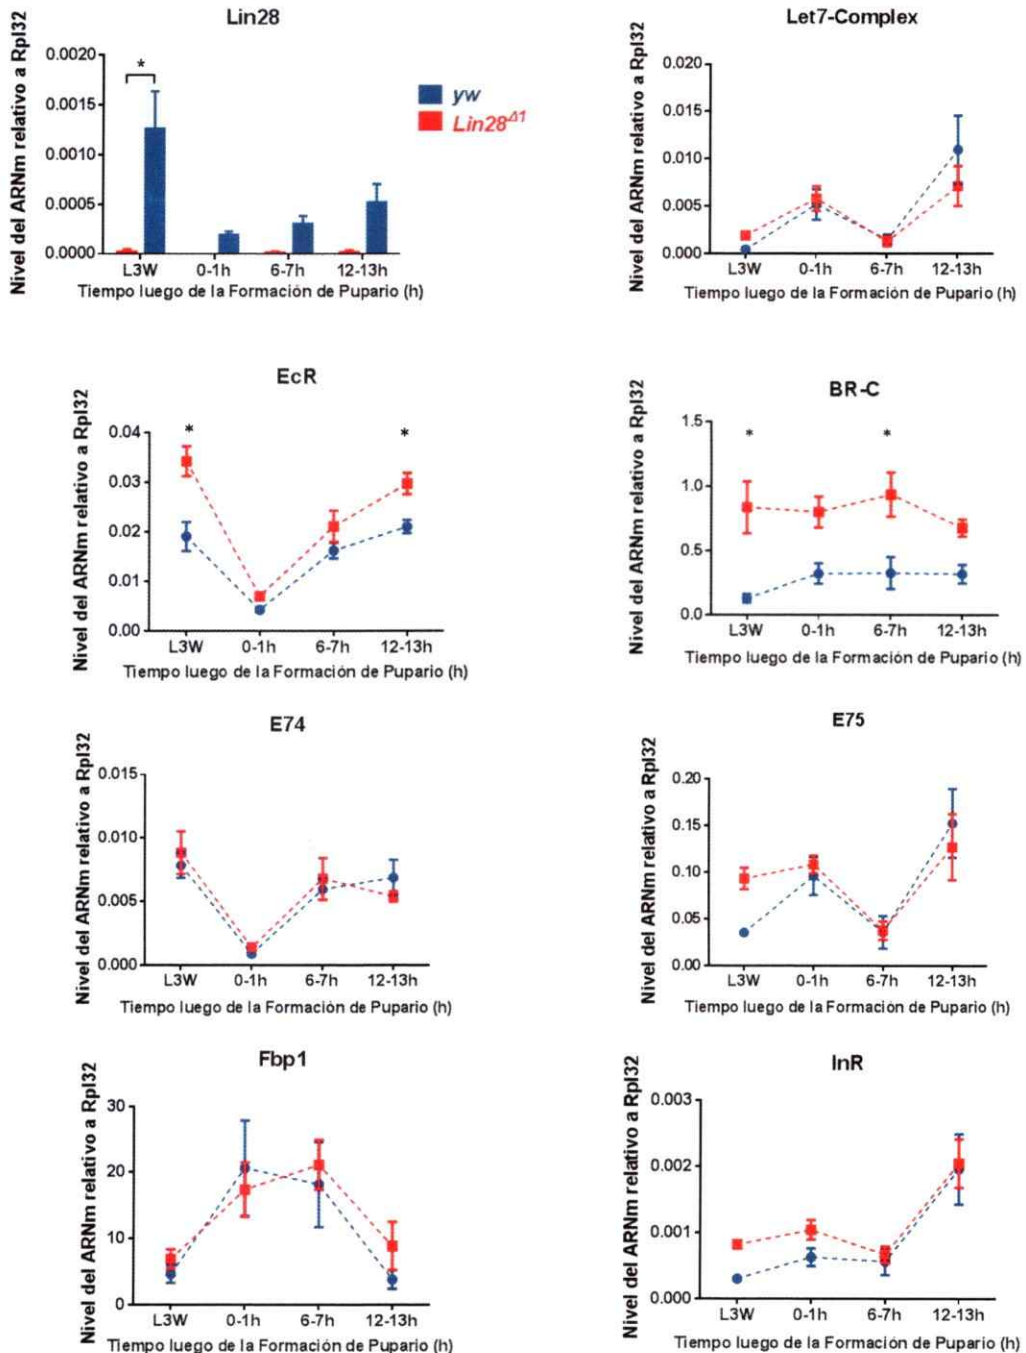 Lin28
Nivel del ARNm relativo a Rpl32
0.0020
0.0015
0.0010
0.0005
0.0000
*
L3W 0-1h 6-7h 12-13h
Tiempo luego de la Formación de Pupario (h)
yw
Lin28Δ1
Let7-Complex
Nivel del ARNm relativo a Rpl32
0.020
0.015
0.010
0.005
0.000
L3W 0-1h 6-7h 12-13h
Tiempo luego de la Formación de Pupario (h)
EcR
Nivel del ARNm relativo a Rpl32
0.04
0.03
0.02
0.01
0.00
* *
L3W 0-1h 6-7h 12-13h
Tiempo luego de la Formación de Pupario (h)
BR-C
Nivel del ARNm relativo a Rpl32
1.5
1.0
0.5
0.0
* *
L3W 0-1h 6-7h 12-13h
Tiempo luego de la Formación de Pupario (h)
E74
Nivel del ARNm relativo a Rpl32
0.015
0.010
0.005
0.000
L3W 0-1h 6-7h 12-13h
Tiempo luego de la Formación de Pupario (h)
E75
Nivel del ARNm relativo a Rpl32
0.20
0.15
0.10
0.05
0.00
L3W 0-1h 6-7h 12-13h
Tiempo luego de la Formación de Pupario (h)
Fbp1
Nivel del ARNm relativo a Rpl32
30
20
10
0
L3W 0-1h 6-7h 12-13h
Tiempo luego de la Formación de Pupario (h)
InR
Nivel del ARNm relativo a Rpl32
0.003
0.002
0.001
0.000
L3W 0-1h 6-7h 12-13h
Tiempo luego de la Formación de Pupario (h)